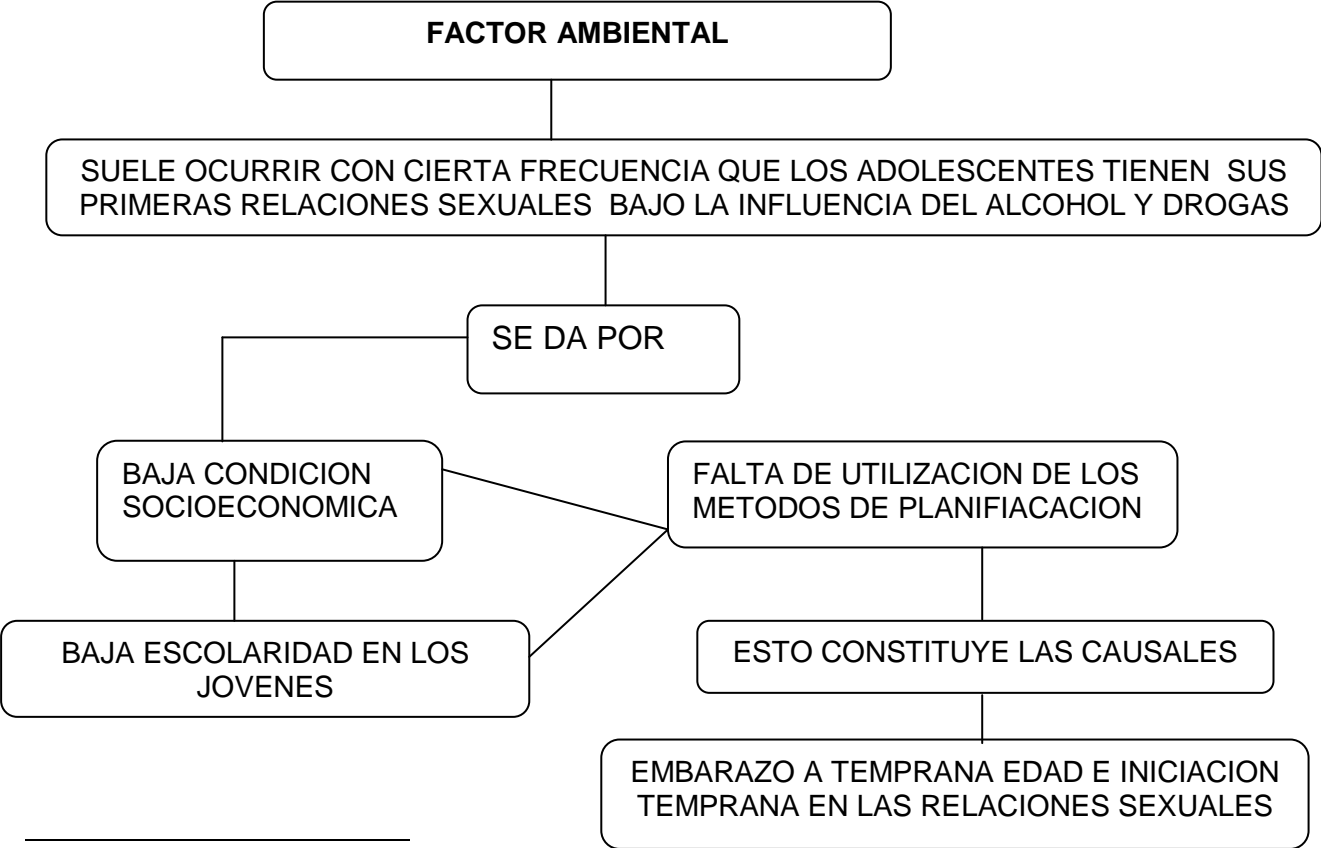 FACTOR AMBIENTAL
SUELE OCURRIR CON CIERTA FRECUENCIA QUE LOS ADOLESCENTES TIENEN SUS
PRIMERAS RELACIONES SEXUALES BAJO LA INFLUENCIA DEL ALCOHOL Y DROGAS
SE DA POR
BAJA CONDICION
SOCIOECONOMICA
FALTA DE UTILIZACION DE LOS
METODOS DE PLANIFIACACION
BAJA ESCOLARIDAD EN LOS
JOVENES
ESTO CONSTITUYE LAS CAUSALES
EMBARAZO A TEMPRANA EDAD E INICIACION
TEMPRANA EN LAS RELACIONES SEXUALES